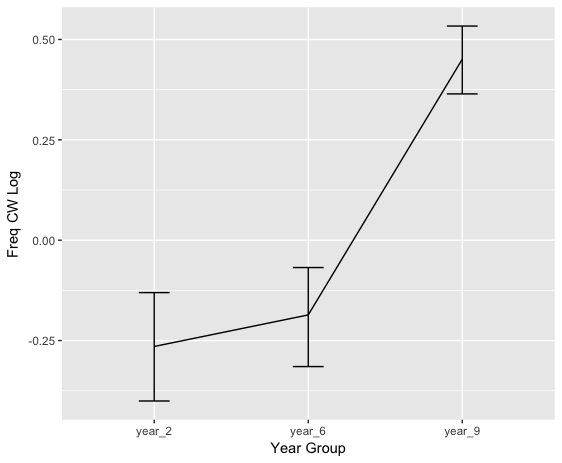 0.50
0.25
0.00
-0.25
Freq CW Log
year_2 year_6 year_9
Year Group